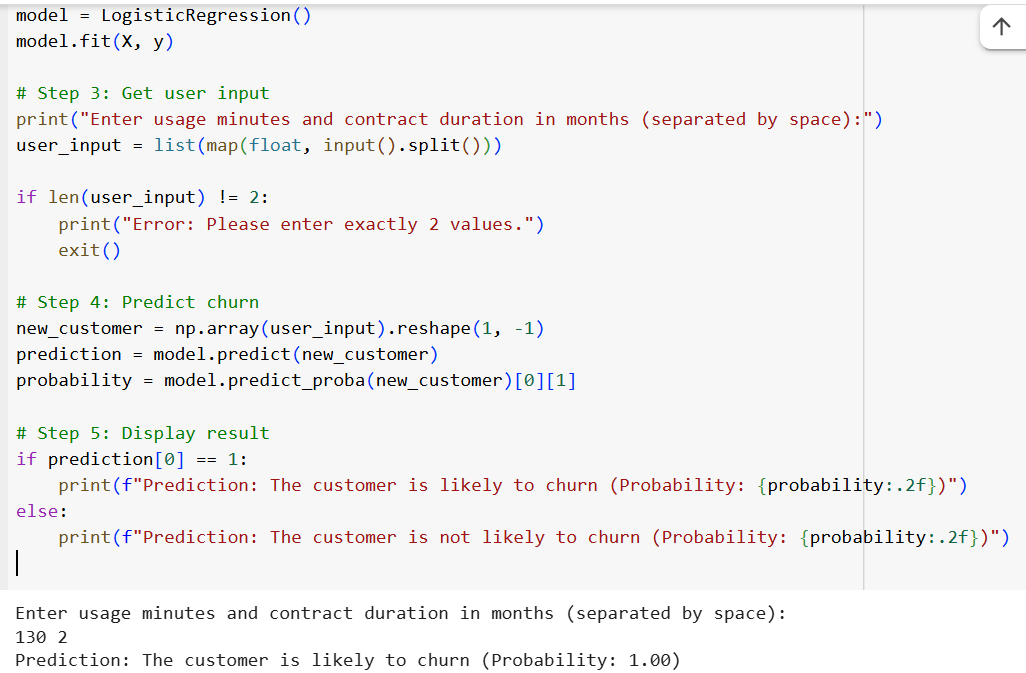 model = LogisticRegression()
model.fit(X, y)
# Step 3: Get user input
print("Enter usage minutes and contract duration in months (separated by space):")
user_input = list(map(float, input().split()))
if len(user_input) != 2:
    print("Error: Please enter exactly 2 values.")
    exit()
# Step 4: Predict churn
new_customer = np.array(user_input).reshape(1, -1)
prediction = model.predict(new_customer)
probability = model.predict_proba(new_customer)[0][1]
# Step 5: Display result
if prediction[0] == 1:
    print(f"Prediction: The customer is likely to churn (Probability: {probability:.2f})")
else:
    print(f"Prediction: The customer is not likely to churn (Probability: {probability:.2f})")
Enter usage minutes and contract duration in months (separated by space):
130 2
Prediction: The customer is likely to churn (Probability: 1.00)